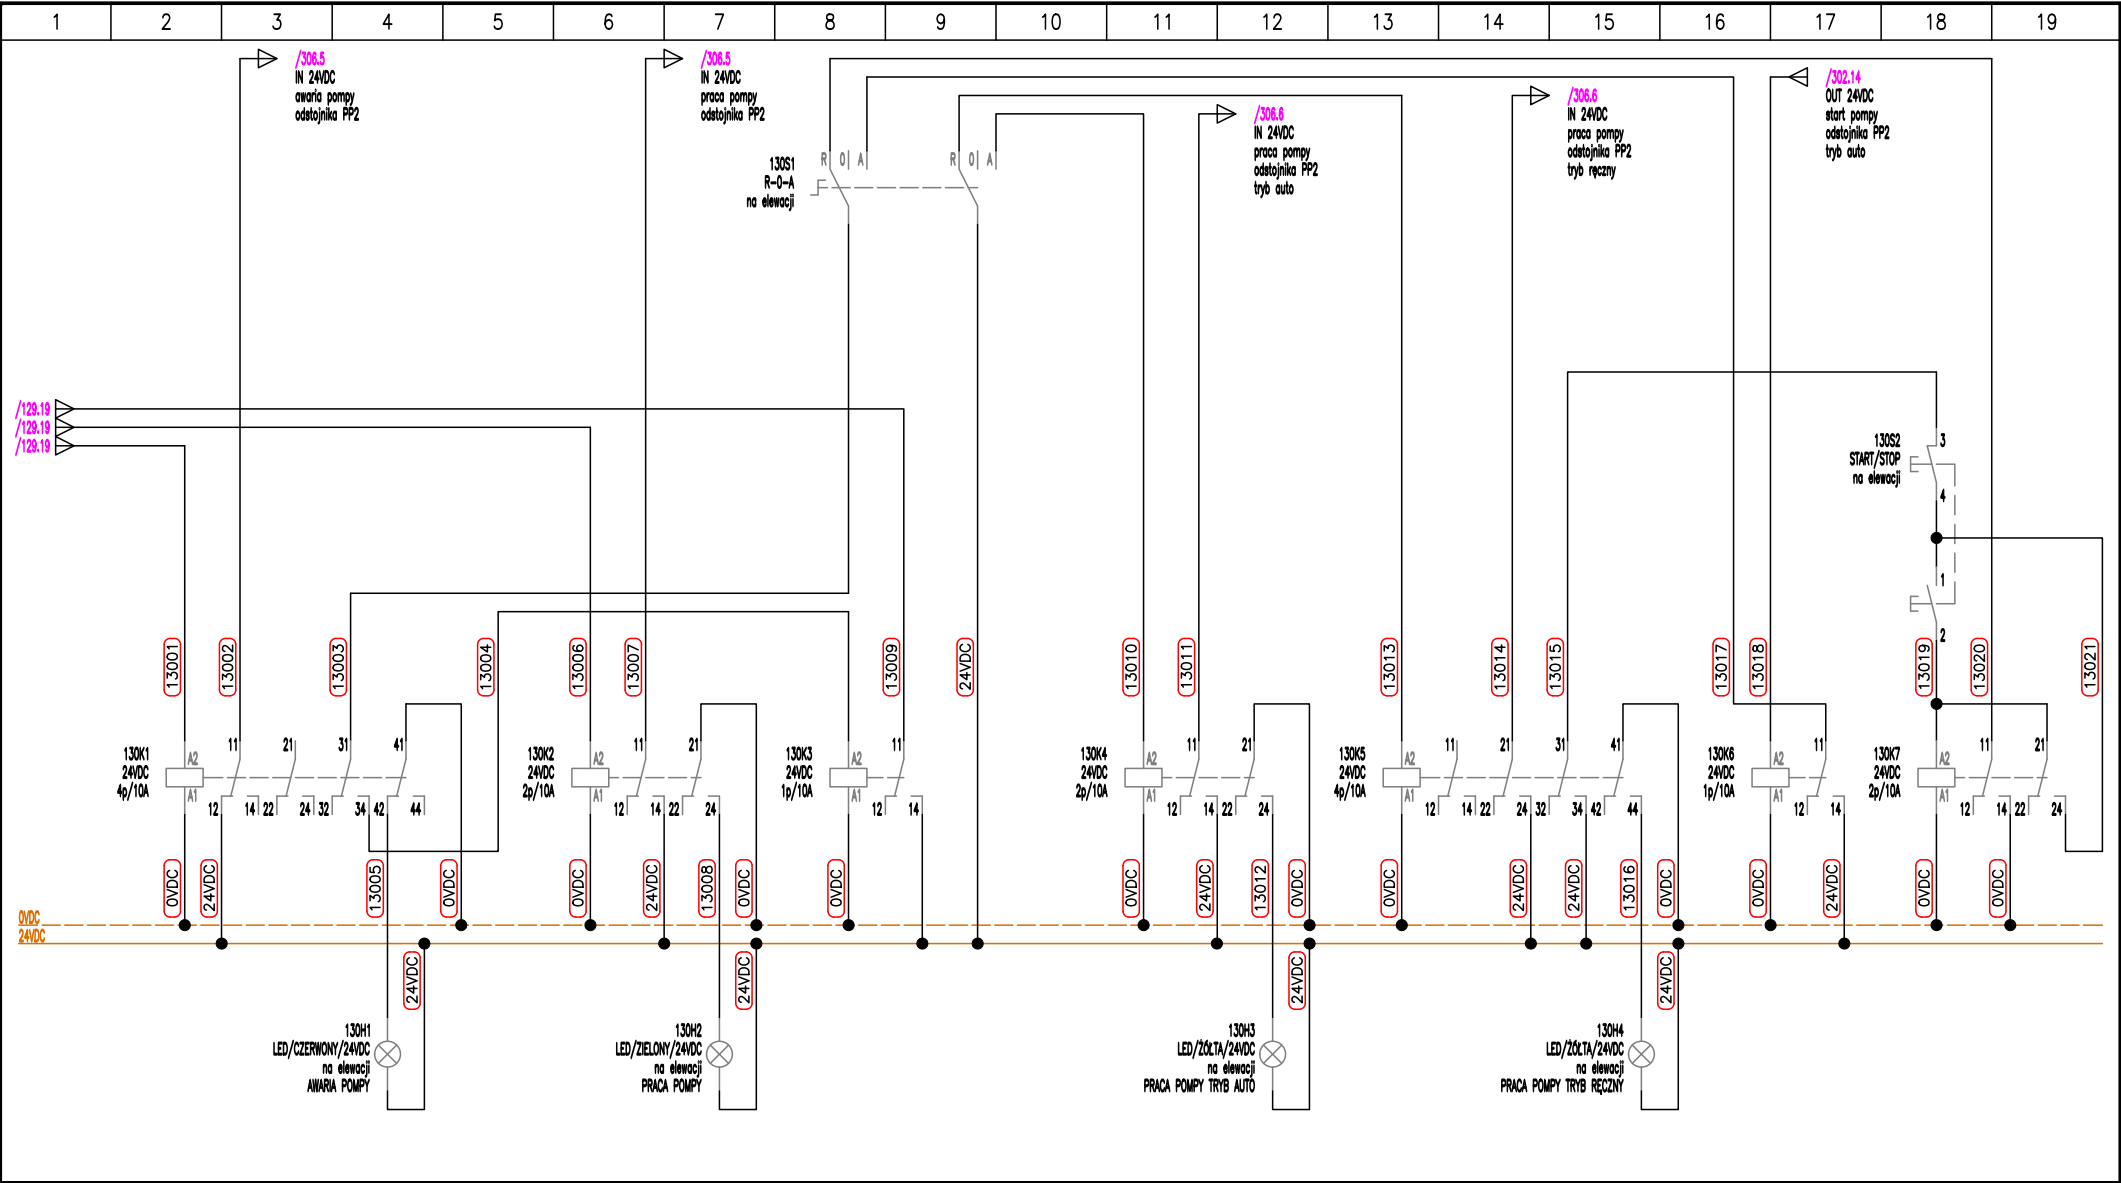 1 2 3 4 5 6 7 8 9 10 11 12 13 14 15 16 17 18 19
/306.5
IN 24VDC
awaria pompy
odstojnika PP2
/306.5
IN 24VDC
praca pompy
odstojnika PP2
130S1
R-0-A
na elewacji
R 0 A
R 0 A
/306.6
IN 24VDC
praca pompy
odstojnika PP2
tryb auto
/306.6
IN 24VDC
praca pompy
odstojnika PP2
tryb ręczny
/302.14
OUT 24VDC
start pompy
odstojnika PP2
tryb auto
/129.19
/129.19
/129.19
130S2
START/STOP
na elewacji
3
4
1
2
13001
13002
13003
13004
13006
13007
13009
24VDC
13010
13011
13013
13014
13015
13017
13018
13019
13020
13021
130K1
24VDC
4p/10A
A2
A1
11 21 31 41
12 14 22 24 32 34 42 44
130K2
24VDC
2p/10A
A2
A1
11 21
12 14 22 24
130K3
24VDC
1p/10A
A2
A1
11
12 14
130K4
24VDC
2p/10A
A2
A1
11 21
12 14 22 24
130K5
24VDC
4p/10A
A2
A1
11 21 31 41
12 14 22 24 32 34 42 44
130K6
24VDC
1p/10A
A2
A1
11
12 14
130K7
24VDC
2p/10A
A2
A1
11 21
12 14 22 24
0VDC
24VDC
13005
0VDC
0VDC
24VDC
13008
0VDC
0VDC
0VDC
24VDC
13012
0VDC
0VDC
24VDC
24VDC
13016
0VDC
0VDC
24VDC
0VDC
0VDC
0VDC
24VDC
24VDC
24VDC
24VDC
24VDC
130H1
LED/CZERWONY/24VDC
na elewacji
AWARIA POMPY
130H2
LED/ZIELONY/24VDC
na elewacji
PRACA POMPY
130H3
LED/ŻÓŁTA/24VDC
na elewacji
PRACA POMPY TRYB AUTO
130H4
LED/ŻÓŁTA/24VDC
na elewacji
PRACA POMPY TRYB RĘCZNY